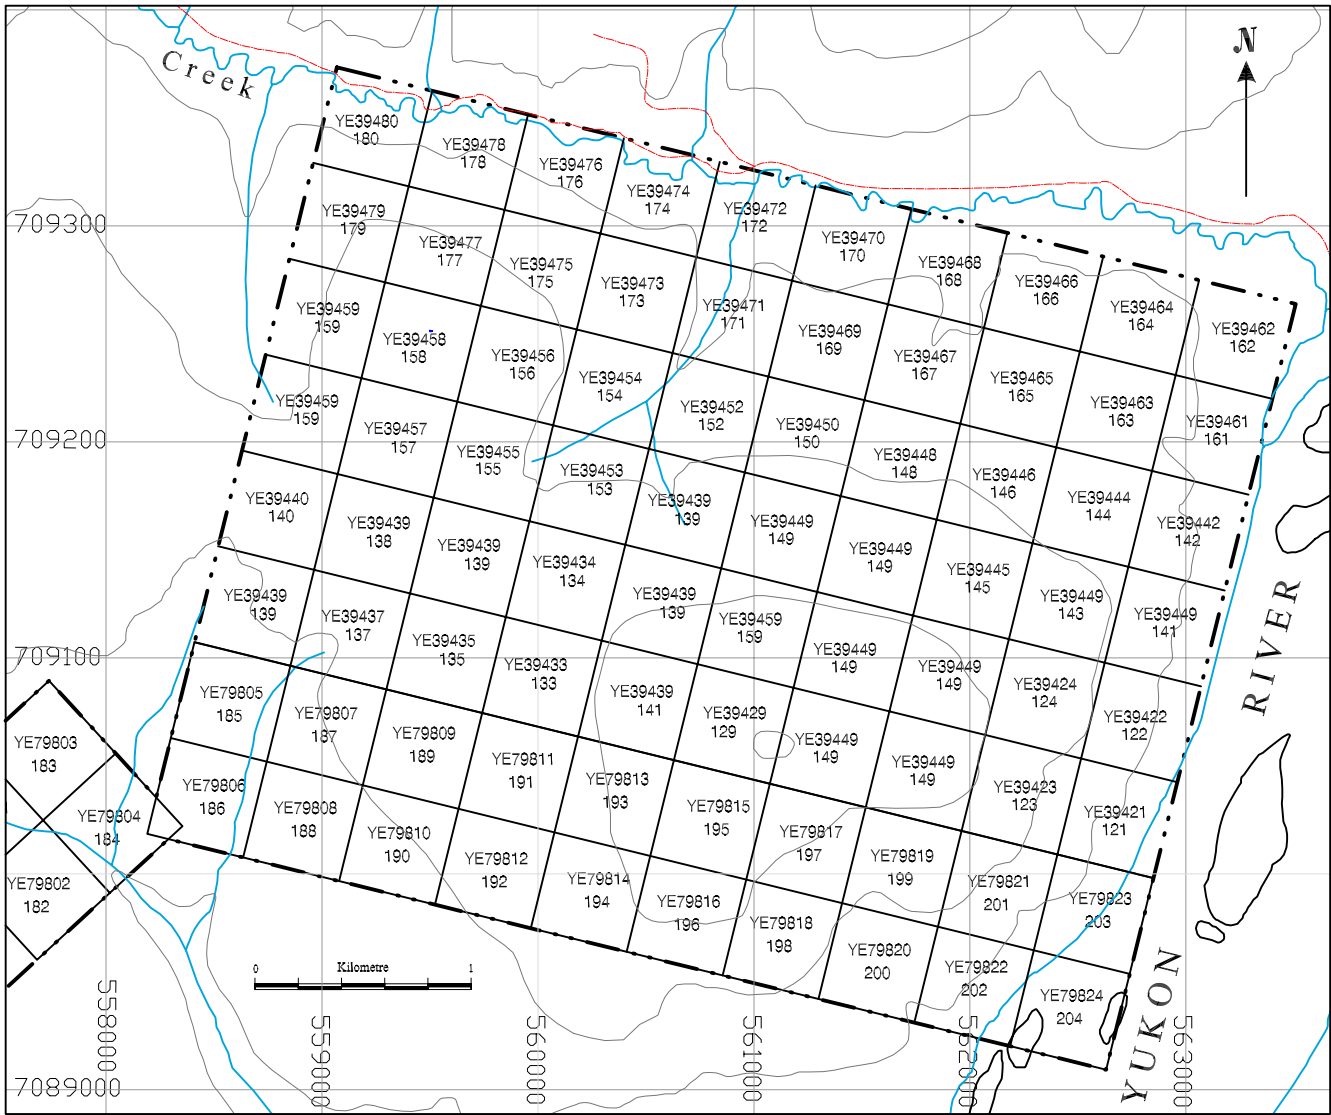 N
Creek
YE39480
180
YE39478
178
YE39476
176
YE39474
174
YE39472
172
YE39470
170
YE39468
168
YE39466
166
YE39464
164
YE39462
162
709300
YE39479
179
YE39477
177
YE39475
175
YE39473
173
YE39471
171
YE39469
169
YE39467
167
YE39465
165
YE39463
163
YE39461
161
YE39459
159
YE39458
158
YE39456
156
YE39454
154
YE39452
152
YE39450
150
YE39448
148
YE39446
146
YE39444
144
YE39442
142
709200
YE39459
159
YE39457
157
YE39455
155
YE39453
153
YE39439
139
YE39449
149
YE39449
149
YE39445
145
YE39449
143
YE39449
141
YE39440
140
YE39439
138
YE39439
139
YE39434
134
YE39439
139
YE39459
159
YE39449
149
YE39449
149
YE39424
124
YE39422
122
709100
YE39439
139
YE39437
137
YE39435
135
YE39433
133
YE39439
141
YE39429
129
YE39449
149
YE39449
149
YE39423
123
YE39421
121
YE79805
185
YE79807
187
YE79809
189
YE79811
191
YE79813
193
YE79815
195
YE79817
197
YE79819
199
YE79821
201
YE79823
203
YE79806
186
YE79808
188
YE79810
190
YE79812
192
YE79814
194
YE79816
196
YE79818
198
YE79820
200
YE79822
202
YE79824
204
YE79803
183
YE79804
184
YE79802
182
YUKON RIVER
0 Kilometre 1
7089000
558000
559000
560000
561000
562000
563000